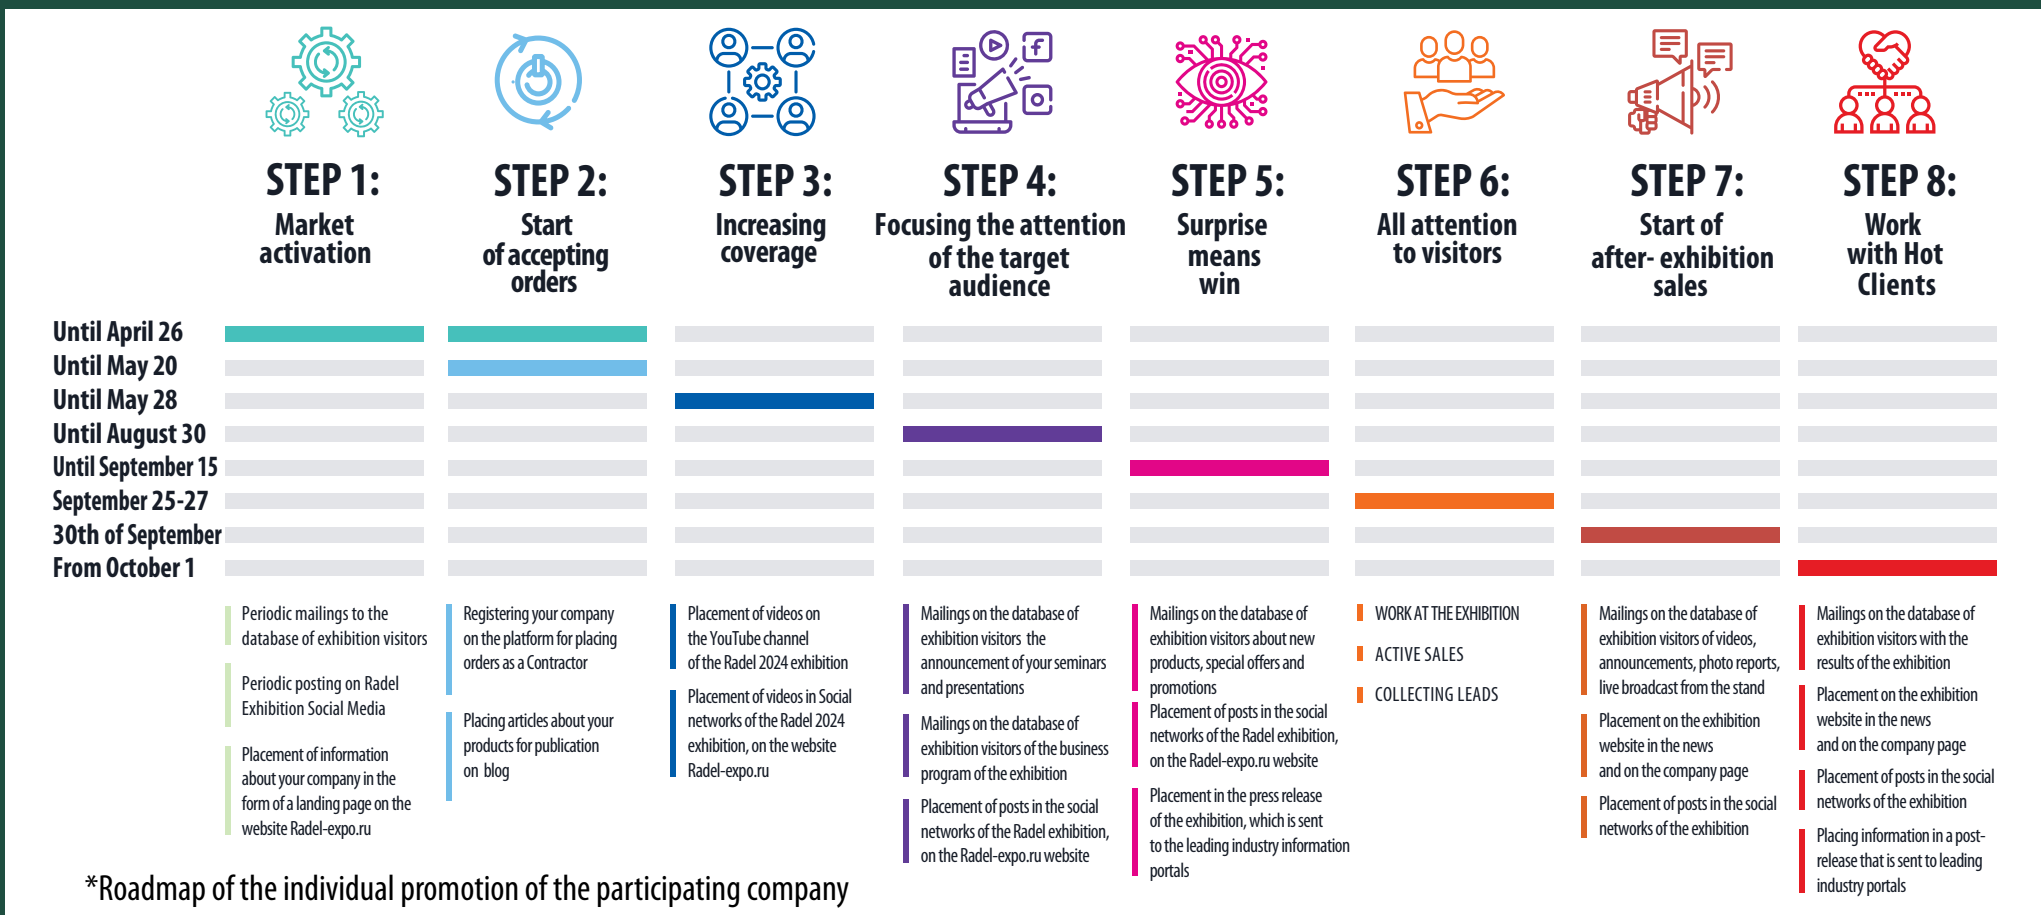 STEP 1:
Market
activation
STEP 2:
Start
of accepting
orders
STEP 3:
Increasing
coverage
STEP 4:
Focusing the attention
of the target
audience
STEP 5:
Surprise
means
win
STEP 6:
All attention
to visitors
STEP 7:
Start of
after- exhibition
sales
STEP 8:
Work
with Hot
Clients
Until April 26
Until May 20
Until May 28
Until August 30
Until September 15
September 25-27
30th of September
From October 1
Periodic mailings to the
database of exhibition visitors
Periodic posting on Radel
Exhibition Social Media
Placement of information
about your company in the
form of a landing page on the
website Radel-expo.ru
Registering your company
on the platform for placing
orders as a Contractor
Placing articles about your
products for publication
on blog
Placement of videos on
the YouTube channel
of the Radel 2024 exhibition
Placement of videos in Social
networks of the Radel 2024
exhibition, on the website
Radel-expo.ru
Mailings on the database of
exhibition visitors the
announcement of your seminars
and presentations
Mailings on the database of
exhibition visitors of the business
program of the exhibition
Placement of posts in the social
networks of the Radel exhibition,
on the Radel-expo.ru website
Mailings on the database of
exhibition visitors about new
products, special offers and
promotions
Placement of posts in the social
networks of the Radel exhibition,
on the Radel-expo.ru website
Placement in the press release
of the exhibition, which is sent
to the leading industry information
portals
WORK AT THE EXHIBITION
ACTIVE SALES
COLLECTING LEADS
Mailings on the database of
exhibition visitors of videos,
announcements, photo reports,
live broadcast from the stand
Placement on the exhibition
website in the news
and on the company page
Placement of posts in the social
networks of the exhibition
Mailings on the database of
exhibition visitors with the
results of the exhibition
Placement on the exhibition
website in the news
and on the company page
Placement of posts in the social
networks of the exhibition
Placing information in a post-
release that is sent to leading
industry portals
*Roadmap of the individual promotion of the participating company